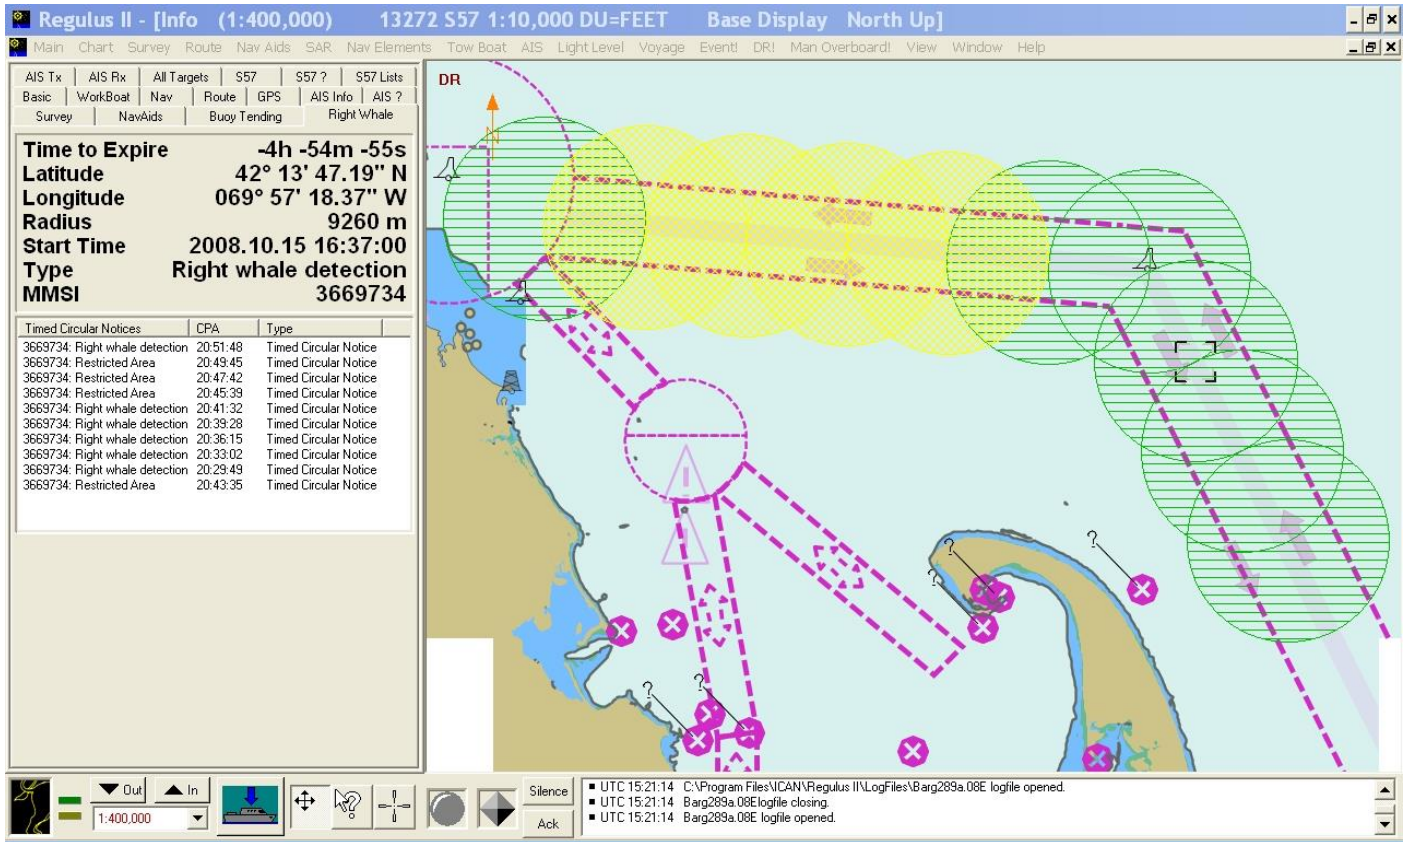 Regulus II - [Info (1:400,000) 13272 S57 1:10,000 DU=FEET Base Display North Up]
Main Chart Survey Route Nav Aids SAR Nav Elements Tow Boat AIS Light Level Voyage Event! DR! Man Overboard! View Window Help
AIS Tx AIS Rx All Targets S57 S57 ? S57 Lists
Basic WorkBoat Nav Route GPS AIS Info AIS ?
Survey NavAids Buoy Tending Right Whale
Time to Expire -4h -54m -55s
Latitude 42° 13' 47.19" N
Longitude 069° 57' 18.37" W
Radius 9260 m
Start Time 2008.10.15 16:37:00
Type Right whale detection
MMSI 3669734
Timed Circular Notices CPA Type
3669734: Right whale detection 20:51:48 Timed Circular Notice
3669734: Restricted Area 20:49:45 Timed Circular Notice
3669734: Restricted Area 20:47:42 Timed Circular Notice
3669734: Restricted Area 20:45:39 Timed Circular Notice
3669734: Right whale detection 20:41:32 Timed Circular Notice
3669734: Right whale detection 20:39:28 Timed Circular Notice
3669734: Right whale detection 20:36:15 Timed Circular Notice
3669734: Right whale detection 20:33:02 Timed Circular Notice
3669734: Right whale detection 20:29:49 Timed Circular Notice
3669734: Restricted Area 20:43:35 Timed Circular Notice
DR
N
?
?
?
?
?
Out In
1:400,000
Silence
Ack
UTC 15:21:14 C:\Program Files\ICAN\Regulus II\LogFiles\Barg289a.08E logfile opened.
UTC 15:21:14 Barg289a.08E logfile closing.
UTC 15:21:14 Barg289a.08E logfile opened.